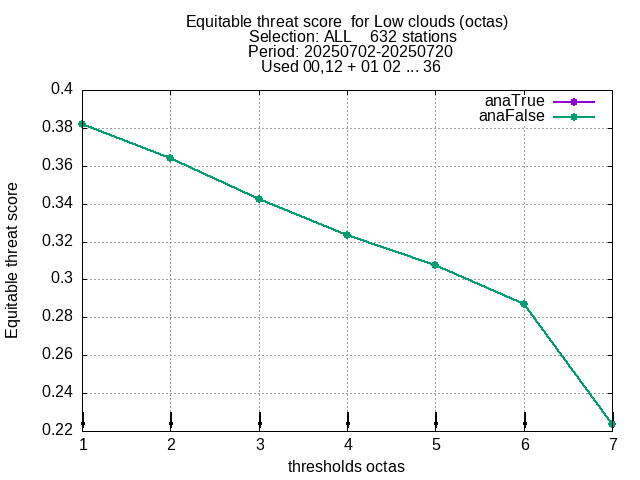 Equitable threat score  for Low clouds (octas)
Selection: ALL    632 stations
Period: 20250702-20250720
Used 00,12 + 01 02 ... 36
anaTrue
anaFalse
0.4
0.38
0.36
0.34
0.32
0.3
0.28
0.26
0.24
0.22
Equitable threat score
1 2 3 4 5 6 7
thresholds octas